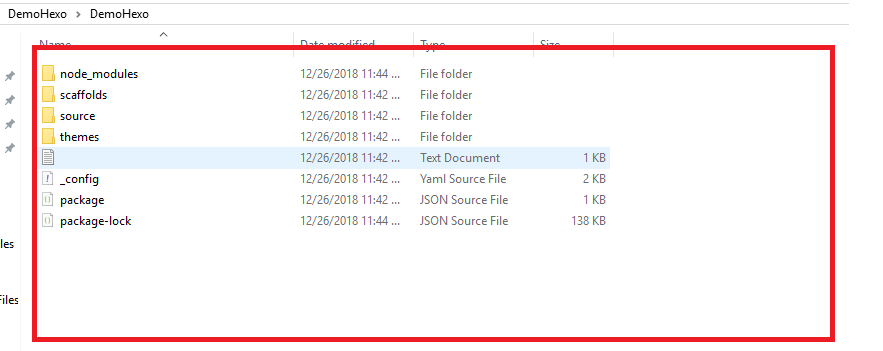 DemoHexo > DemoHexo
Name Date modified Type Size
node_modules 12/26/2018 11:44 ... File folder
scaffolds 12/26/2018 11:42 ... File folder
source 12/26/2018 11:42 ... File folder
themes 12/26/2018 11:42 ... File folder
12/26/2018 11:42 ... Text Document 1 KB
_config 12/26/2018 11:42 ... Yaml Source File 2 KB
package 12/26/2018 11:42 ... JSON Source File 1 KB
package-lock 12/26/2018 11:44 ... JSON Source File 138 KB
les
Files